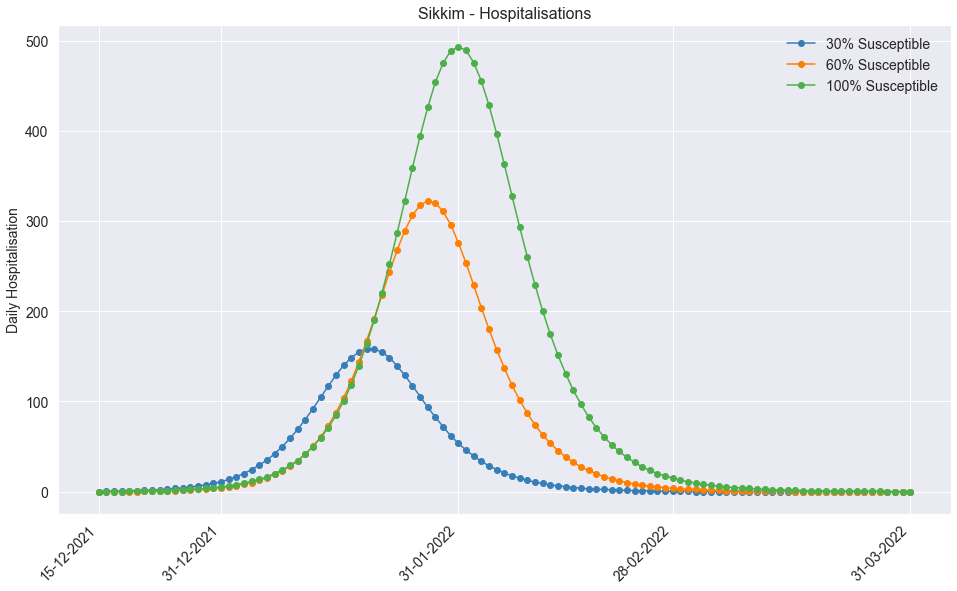 Sikkim - Hospitalisations
30% Susceptible
60% Susceptible
100% Susceptible
Daily Hospitalisation
500
400
300
200
100
0
15-12-2021
31-12-2021
31-01-2022
28-02-2022
31-03-2022